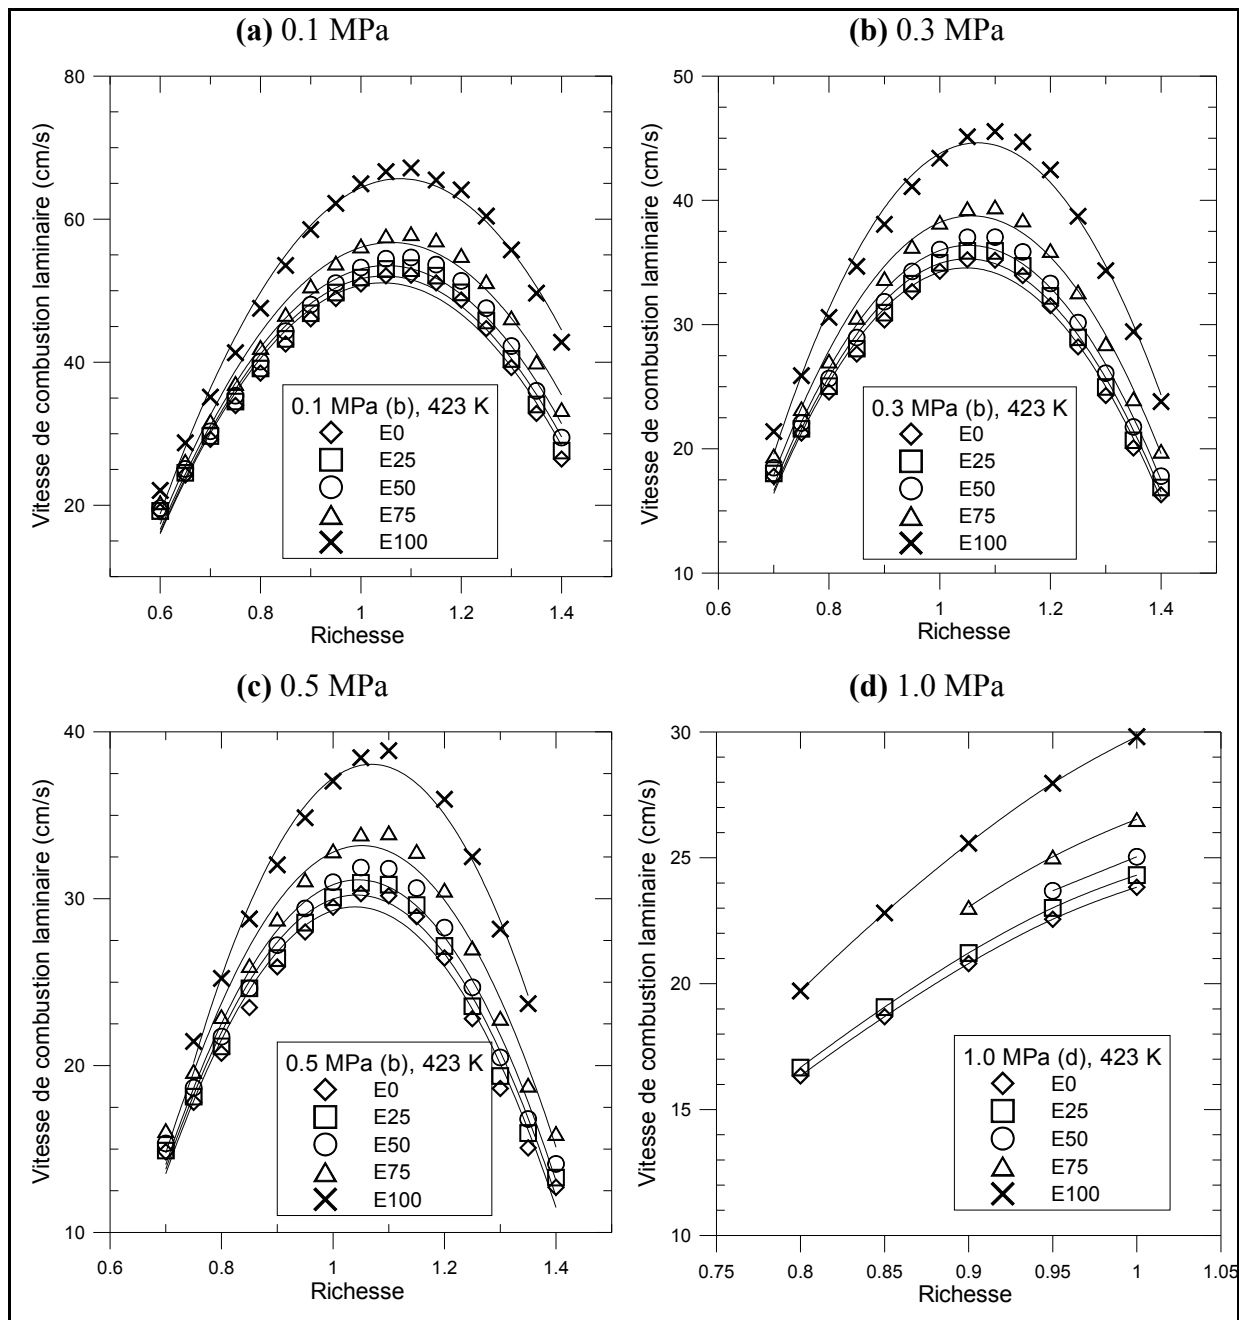 (a) 0.1 MPa
80
60
40
20
0.6 0.8 1 1.2 1.4
Richesse
Vitesse de combustion laminaire (cm/s)
0.1 MPa (b), 423 K
E0
E25
E50
E75
E100
(b) 0.3 MPa
50
40
30
20
10
0.6 0.8 1 1.2 1.4
Richesse
Vitesse de combustion laminaire (cm/s)
0.3 MPa (b), 423 K
E0
E25
E50
E75
E100
(c) 0.5 MPa
40
30
20
10
0.6 0.8 1 1.2 1.4
Richesse
Vitesse de combustion laminaire (cm/s)
0.5 MPa (b), 423 K
E0
E25
E50
E75
E100
(d) 1.0 MPa
30
25
20
15
10
0.75 0.8 0.85 0.9 0.95 1 1.05
Richesse
Vitesse de combustion laminaire (cm/s)
1.0 MPa (d), 423 K
E0
E25
E50
E75
E100